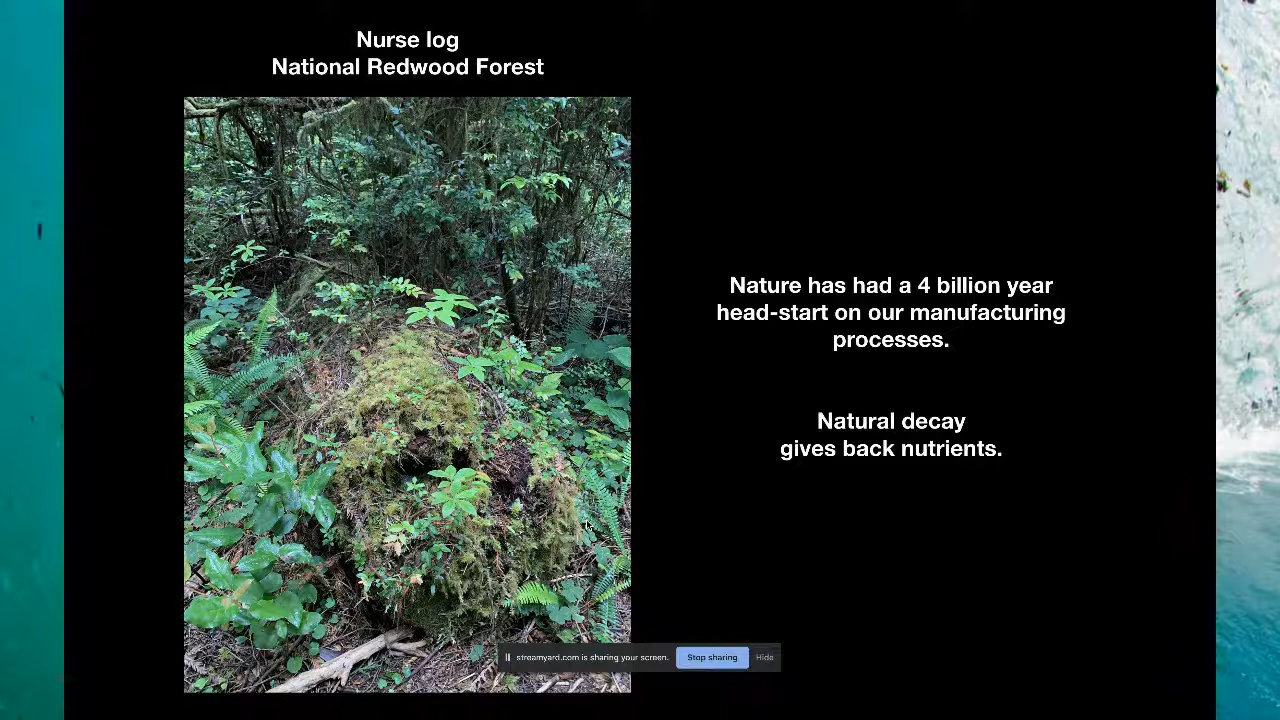 Nurse log
National Redwood Forest
Nature has had a 4 billion year
head-start on our manufacturing
processes.
Natural decay
gives back nutrients.
streamyard.com is sharing your screen.
Stop sharing
Hide